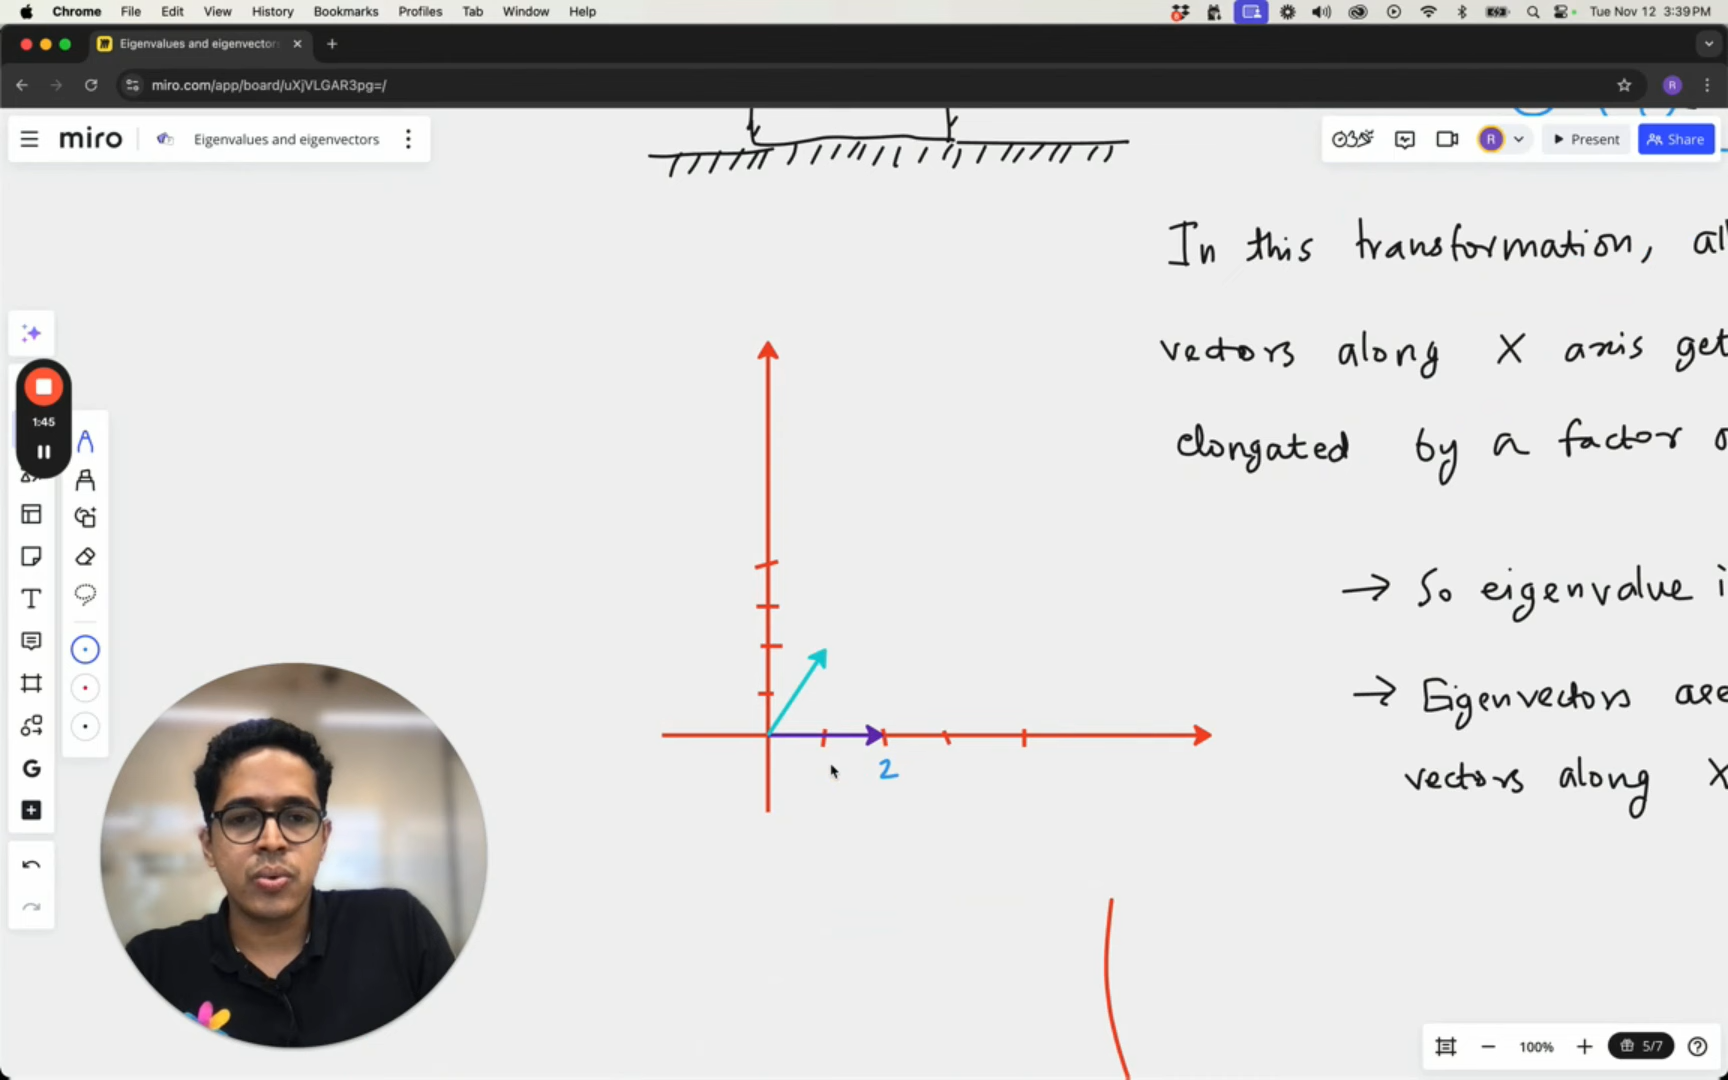 Chrome File Edit View History Bookmarks Profiles Tab Window Help Tue Nov 12 3:39 PM
Eigenvalues and eigenvector
miro.com/app/board/uXjVLGAR3pg=/ R
miro Eigenvalues and eigenvectors R Present Share
In this transformation, al
vectors along X axis get
elongated by a factor o
→ So eigenvalue i
→ Eigenvectors are
vectors along X
1:45
T
G
2
100% 5/7 ?